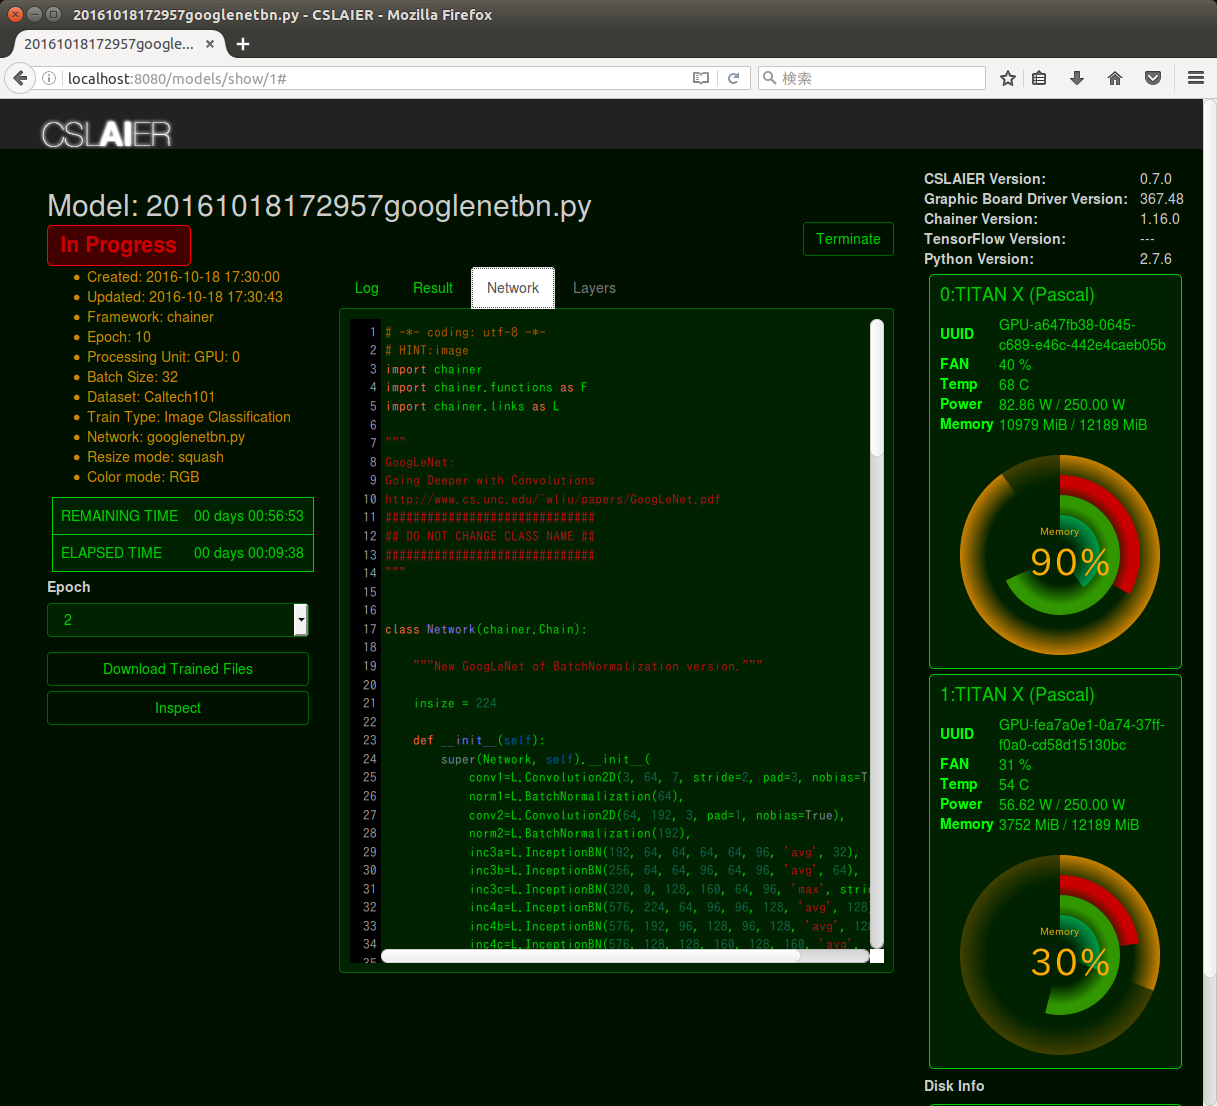 20161018172957googlenetbn.py - CSLAIER - Mozilla Firefox
20161018172957google...
localhost:8080/models/show/1#
検索
CSLAIER
Model: 20161018172957googlenetbn.py
In Progress
Created: 2016-10-18 17:30:00
Updated: 2016-10-18 17:30:43
Framework: chainer
Epoch: 10
Processing Unit: GPU: 0
Batch Size: 32
Dataset: Caltech101
Train Type: Image Classification
Network: googlenetbn.py
Resize mode: squash
Color mode: RGB
REMAINING TIME 00 days 00:56:53
ELAPSED TIME 00 days 00:09:38
Epoch
2
Download Trained Files
Inspect
Terminate
Log Result Network Layers
1 # -*- coding: utf-8 -*-
2 # HINT:image
3 import chainer
4 import chainer.functions as F
5 import chainer.links as L
6
7 """
8 GoogLeNet:
9 Going Deeper with Convolutions
10 http://www.cs.unc.edu/~wliu/papers/GoogLeNet.pdf
11 ##############################
12 ## DO NOT CHANGE CLASS NAME ##
13 ##############################
14 """
15
16
17 class Network(chainer.Chain):
18
19 """New GoogLeNet of BatchNormalization version."""
20
21 insize = 224
22
23 def __init__(self):
24 super(Network, self).__init__(
25 conv1=L.Convolution2D(3, 64, 7, stride=2, pad=3, nobias=T
26 norm1=L.BatchNormalization(64),
27 conv2=L.Convolution2D(64, 192, 3, pad=1, nobias=True),
28 norm2=L.BatchNormalization(192),
29 inc3a=L.InceptionBN(192, 64, 64, 64, 64, 96, 'avg', 32),
30 inc3b=L.InceptionBN(256, 64, 64, 96, 64, 96, 'avg', 64),
31 inc3c=L.InceptionBN(320, 0, 128, 160, 64, 96, 'max', stri
32 inc4a=L.InceptionBN(576, 224, 64, 96, 96, 128, 'avg', 128
33 inc4b=L.InceptionBN(576, 192, 96, 128, 96, 128, 'avg', 128
34 inc4c=L.InceptionBN(576, 128, 128, 160, 128, 160, 'avg',
35
CSLAIER Version: 0.7.0
Graphic Board Driver Version: 367.48
Chainer Version: 1.16.0
TensorFlow Version: ---
Python Version: 2.7.6
0:TITAN X (Pascal)
UUID GPU-a647fb38-0645-
c689-e46c-442e4caeb05b
FAN 40 %
Temp 68 C
Power 82.86 W / 250.00 W
Memory 10979 MiB / 12189 MiB
Memory
90%
1:TITAN X (Pascal)
UUID GPU-fea7a0e1-0a74-37ff-
f0a0-cd58d15130bc
FAN 31 %
Temp 54 C
Power 56.62 W / 250.00 W
Memory 3752 MiB / 12189 MiB
Memory
30%
Disk Info